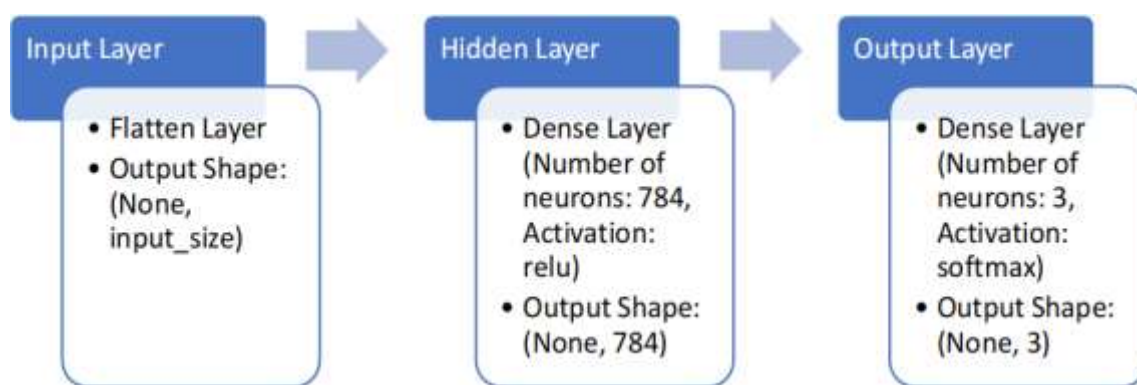 Input Layer
• Flatten Layer
• Output Shape:
(None,
input_size)
Hidden Layer
• Dense Layer
(Number of
neurons: 784,
Activation:
relu)
• Output Shape:
(None, 784)
Output Layer
• Dense Layer
(Number of
neurons: 3,
Activation:
softmax)
• Output Shape:
(None, 3)